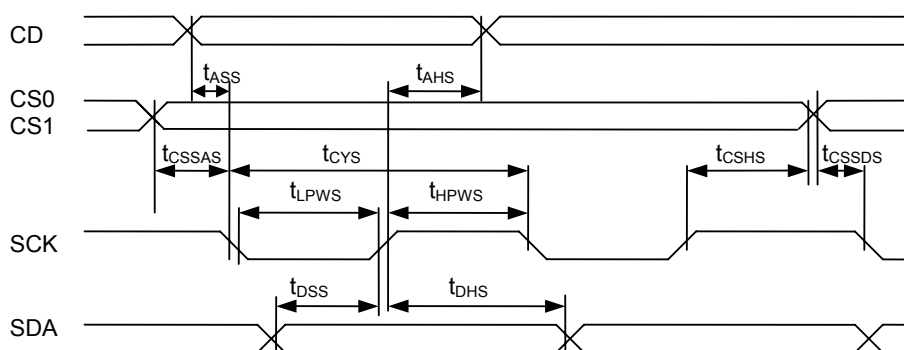 CD
tASS
tAHS
CS0
CS1
tCSSAS
tCYS
tCSHS
tCSSDS
tLPWS
tHPWS
SCK
tDSS
tDHS
SDA